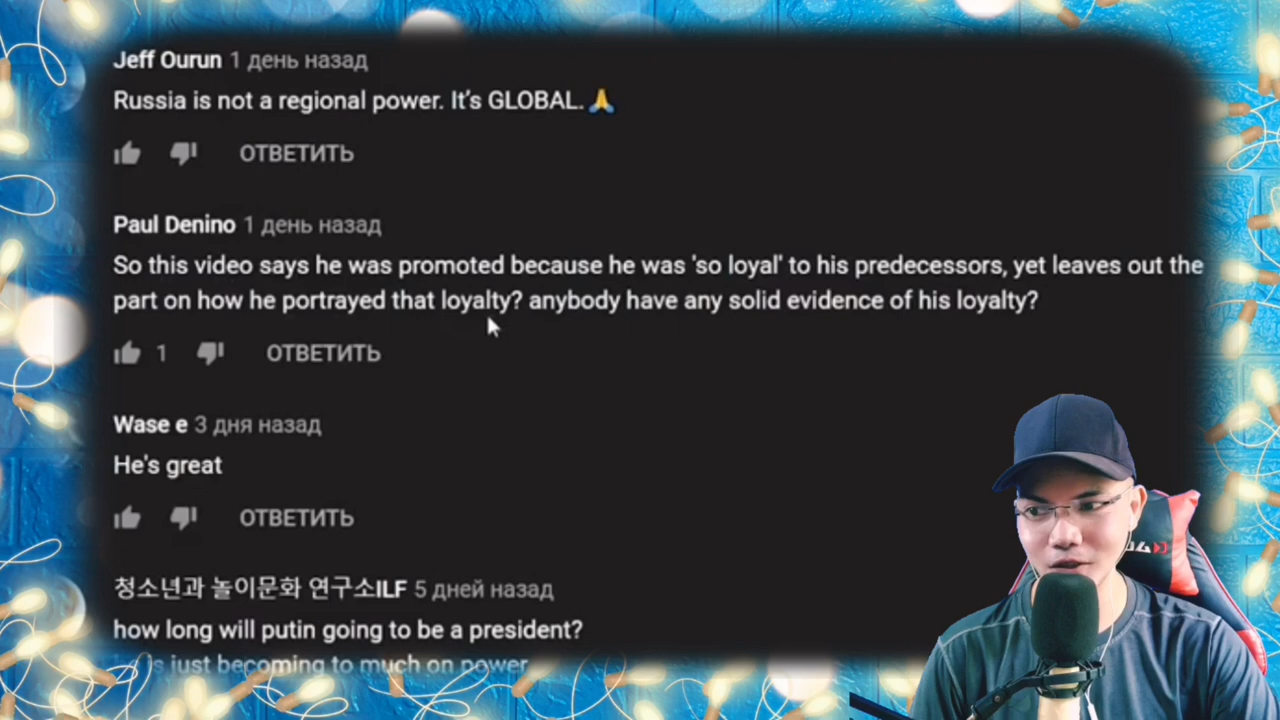 Jeff Ourun 1 день назад
Russia is not a regional power. It's GLOBAL. 🙏
ОТВЕТИТЬ
Paul Denino 1 день назад
So this video says he was promoted because he was 'so loyal' to his predecessors, yet leaves out the
part on how he portrayed that loyalty? anybody have any solid evidence of his loyalty?
1 ОТВЕТИТЬ
Wase e 3 дня назад
He's great
ОТВЕТИТЬ
청소년과 놀이문화 연구소ILF 5 дней назад
how long will putin going to be a president?
just becoming to much on power